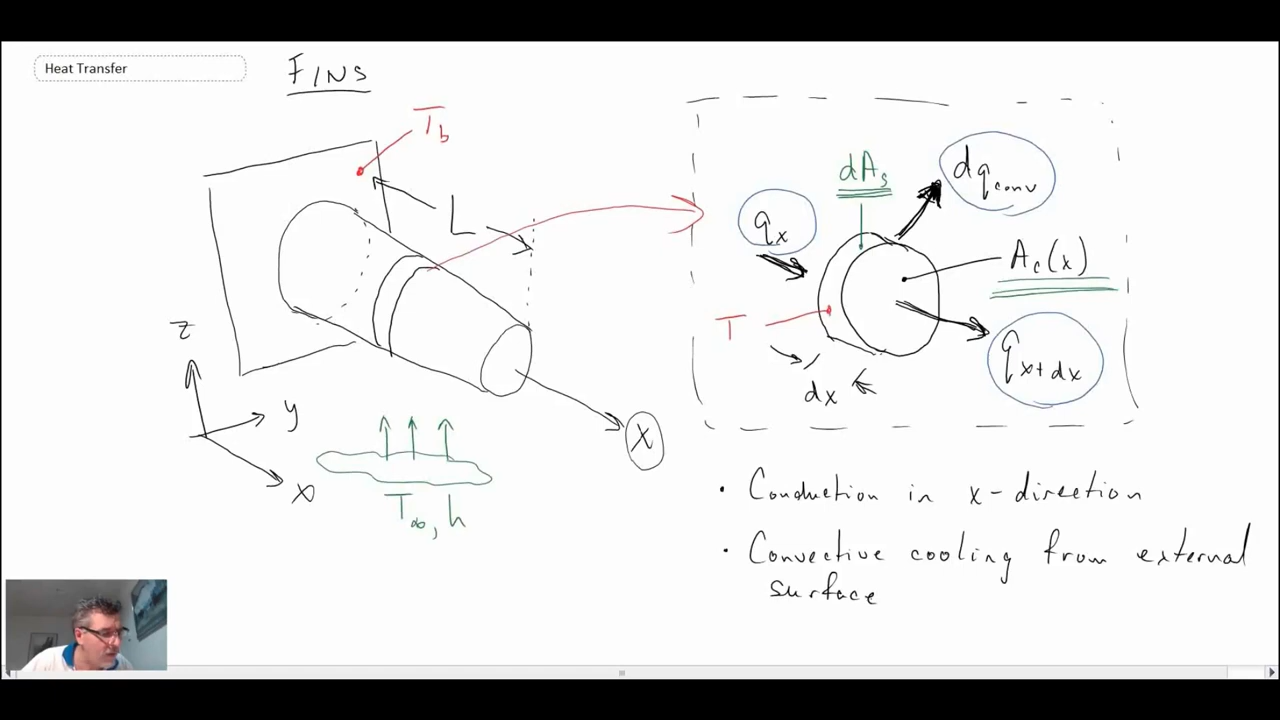 Heat Transfer
FINS
T_b
L
z
y
x
x
T_∞, h
dA_s
dq_conv
q_x
A_c(x)
T
q_x+dx
dx
• Conduction in x-direction
• Convective cooling from external
surface